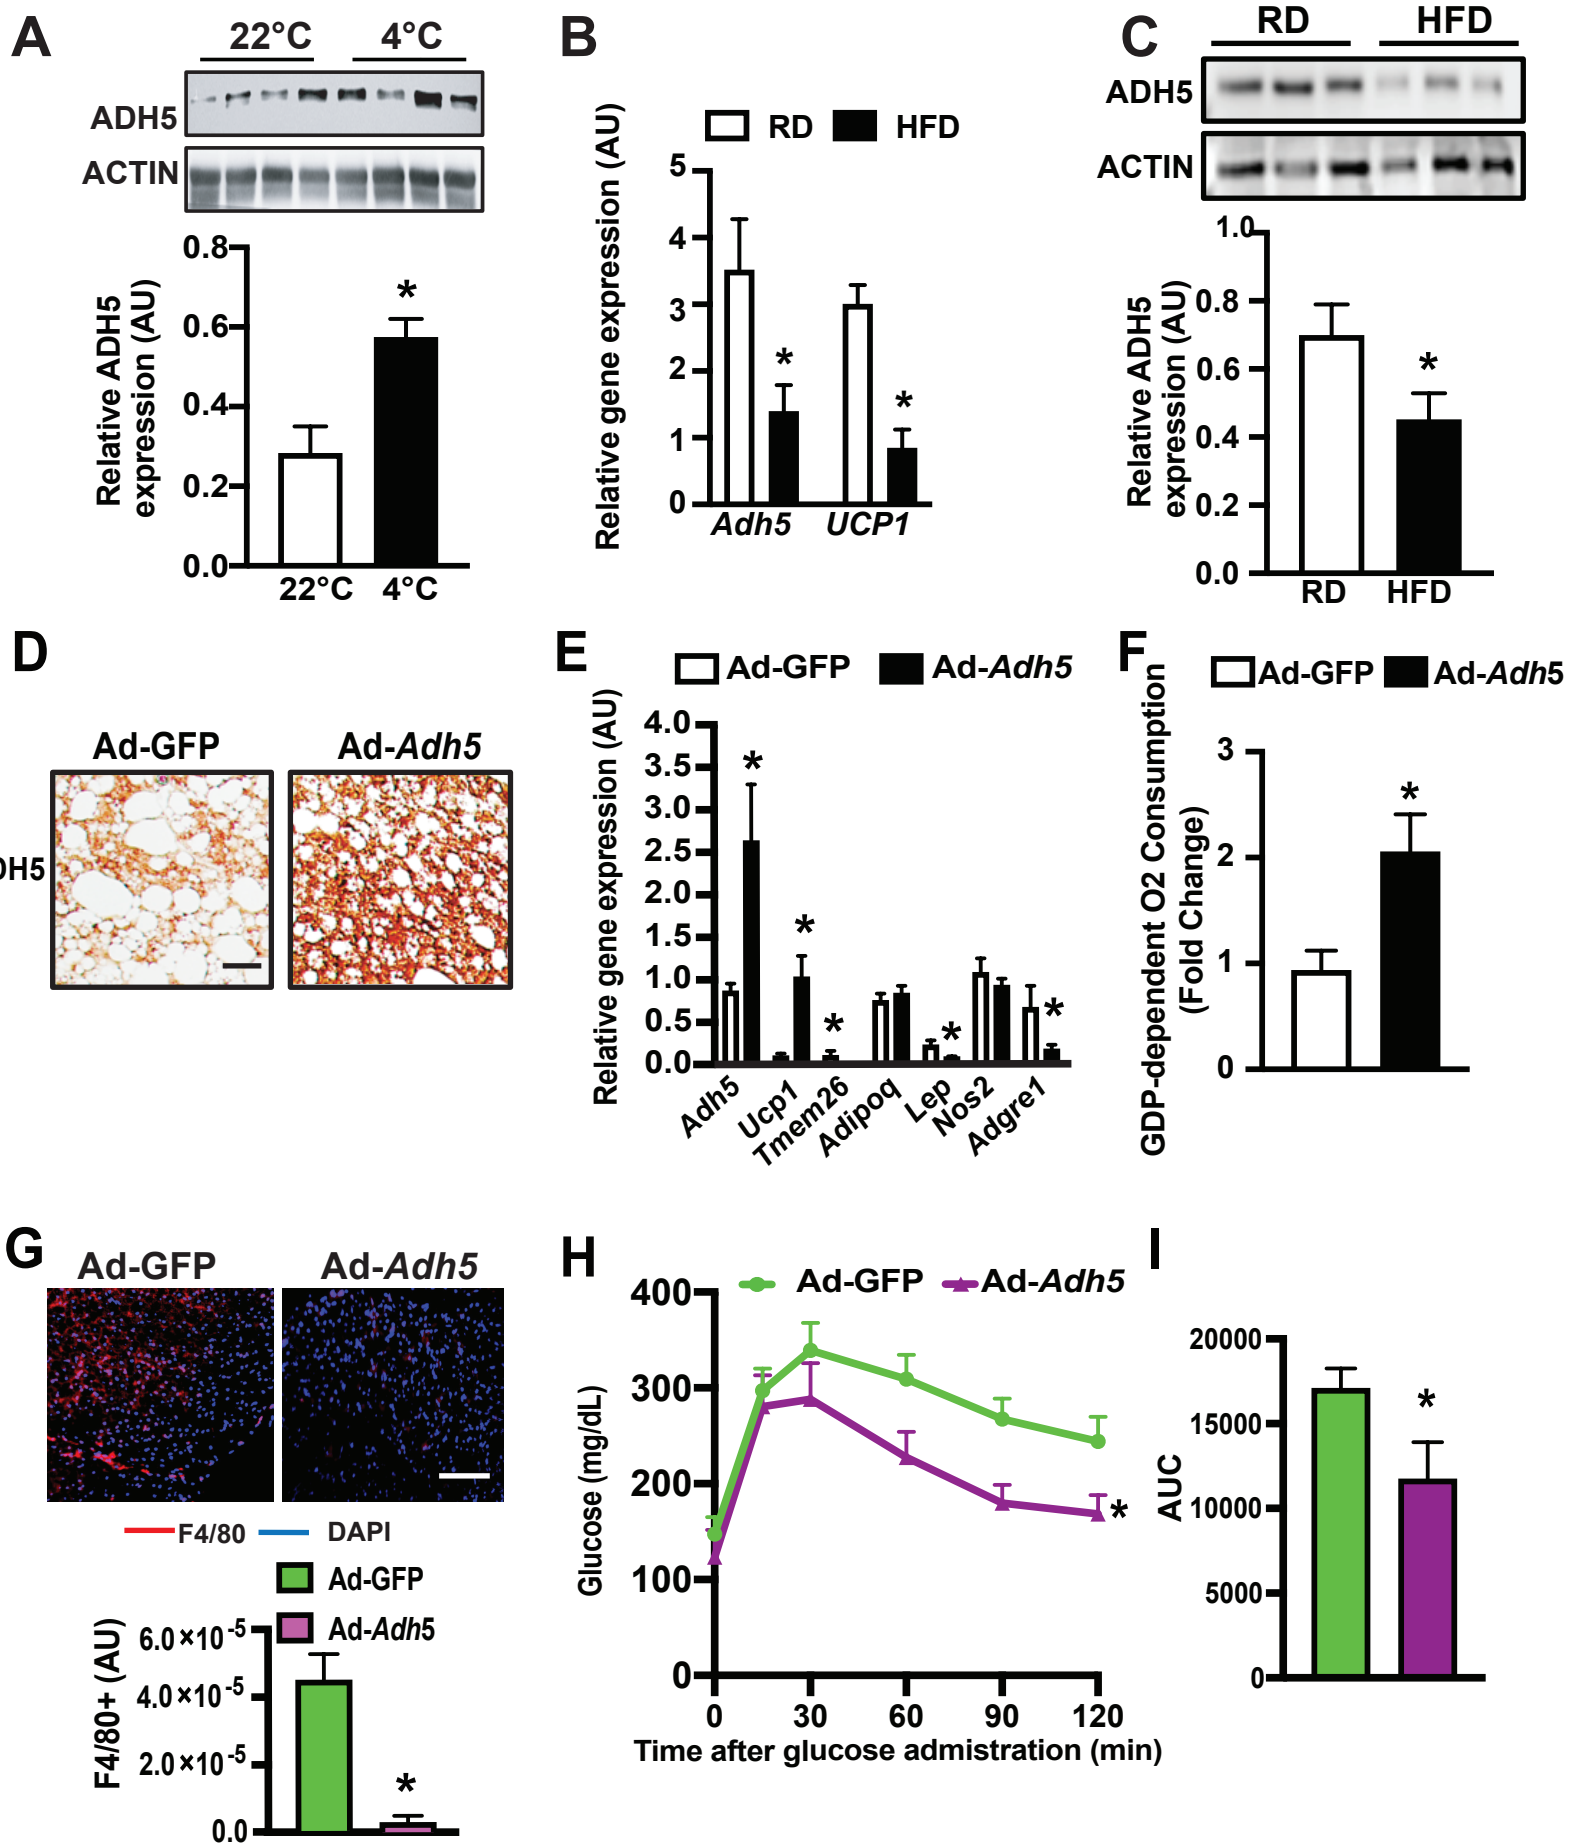 A
22°C 4°C
ADH5
ACTIN
0.8
0.6
0.4
0.2
0.0
Relative ADH5
expression (AU)
*
22°C 4°C
B
RD HFD
Relative gene expression (AU)
5
4
3
2
1
0
*
*
Adh5 UCP1
C
RD HFD
ADH5
ACTIN
1.0
0.8
0.6
0.4
0.2
0.0
Relative ADH5
expression (AU)
*
RD HFD
D
Ad-GFP Ad-Adh5
DH5
E
Ad-GFP Ad-Adh5
Relative gene expression (AU)
4.0
3.5
3.0
2.5
2.0
1.5
1.0
0.5
0.0
*
*
*
*
*
Adh5
Ucp1
Tmem26
Adipoq
Lep
Nos2
Adgre1
F
Ad-GFP Ad-Adh5
GDP-dependent O2 Consumption
(Fold Change)
3
2
1
0
*
G
Ad-GFP Ad-Adh5
F4/80 DAPI
Ad-GFP
Ad-Adh5
F4/80+ (AU)
6.0×10-5
4.0×10-5
2.0×10-5
0.0
*
H
Ad-GFP Ad-Adh5
Glucose (mg/dL)
400
300
200
100
0
*
0 30 60 90 120
Time after glucose admistration (min)
I
AUC
20000
15000
10000
5000
0
*